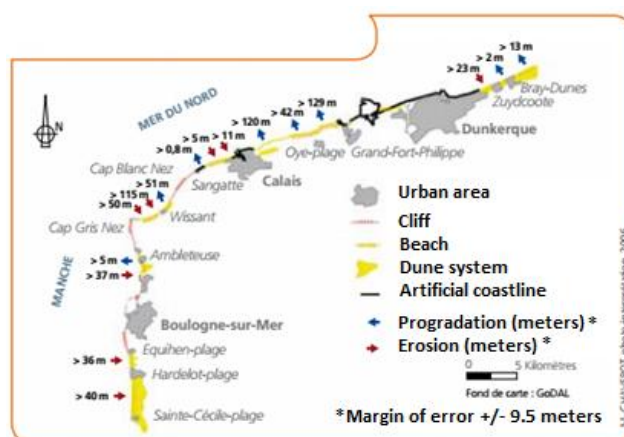 > 13 m
> 2 m
> 23 m
Bray-Dunes
Zuydcoote
Dunkerque
MER DU NORD
> 129 m
> 42 m
> 120 m
> 11 m
> 5 m
> 0,8 m
Oye-plage
Grand-Fort-Philippe
Cap Blanc Nez
Sangatte
Calais
> 51 m
> 115 m
> 50 m
Wissant
Cap Gris Nez
N
MANCHE
Ambleteuse
> 5 m
> 37 m
Boulogne-sur-Mer
Equihen-plage
> 36 m
Hardelot-plage
> 40 m
Sainte-Cécile-plage
Urban area
Cliff
Beach
Dune system
Artificial coastline
Progradation (meters) *
Erosion (meters) *
0 5 Kilomètres
Fond de carte : GoDAL
*Margin of error +/- 9.5 meters